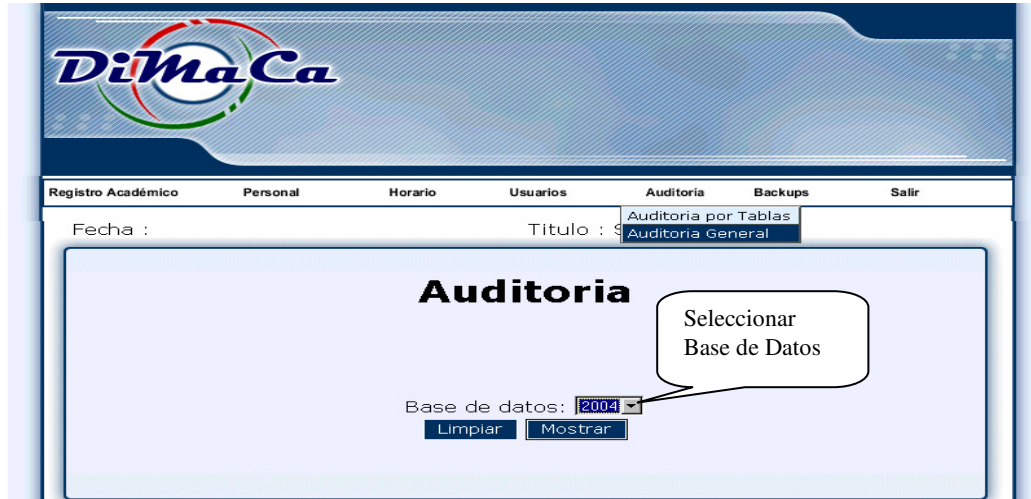 DiMaCa
Registro Académico Personal Horario Usuarios Auditoria Backups Salir
Auditoria por Tablas
Fecha : Titulo : S
Auditoria General
Auditoria
Seleccionar
Base de Datos
Base de datos: 2004
Limpiar Mostrar